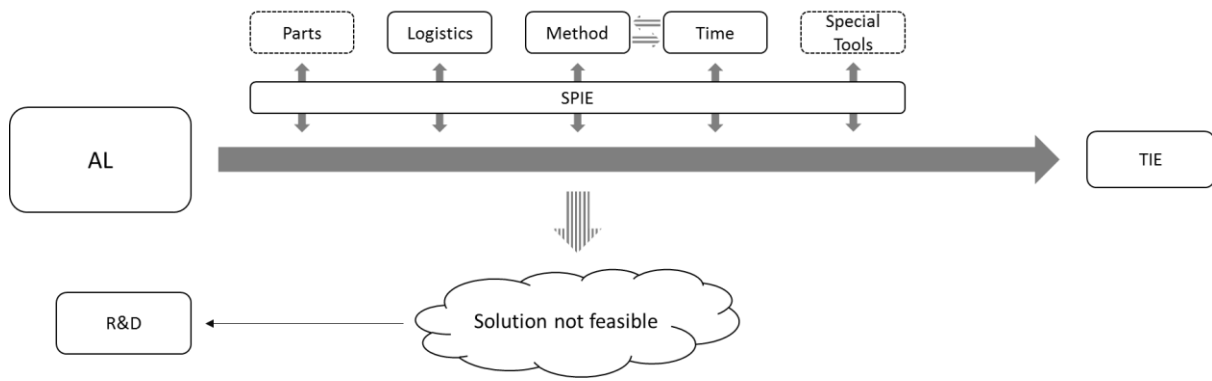 Parts
Logistics
Method
Time
Special
Tools
SPIE
AL
TIE
R&D
Solution not feasible